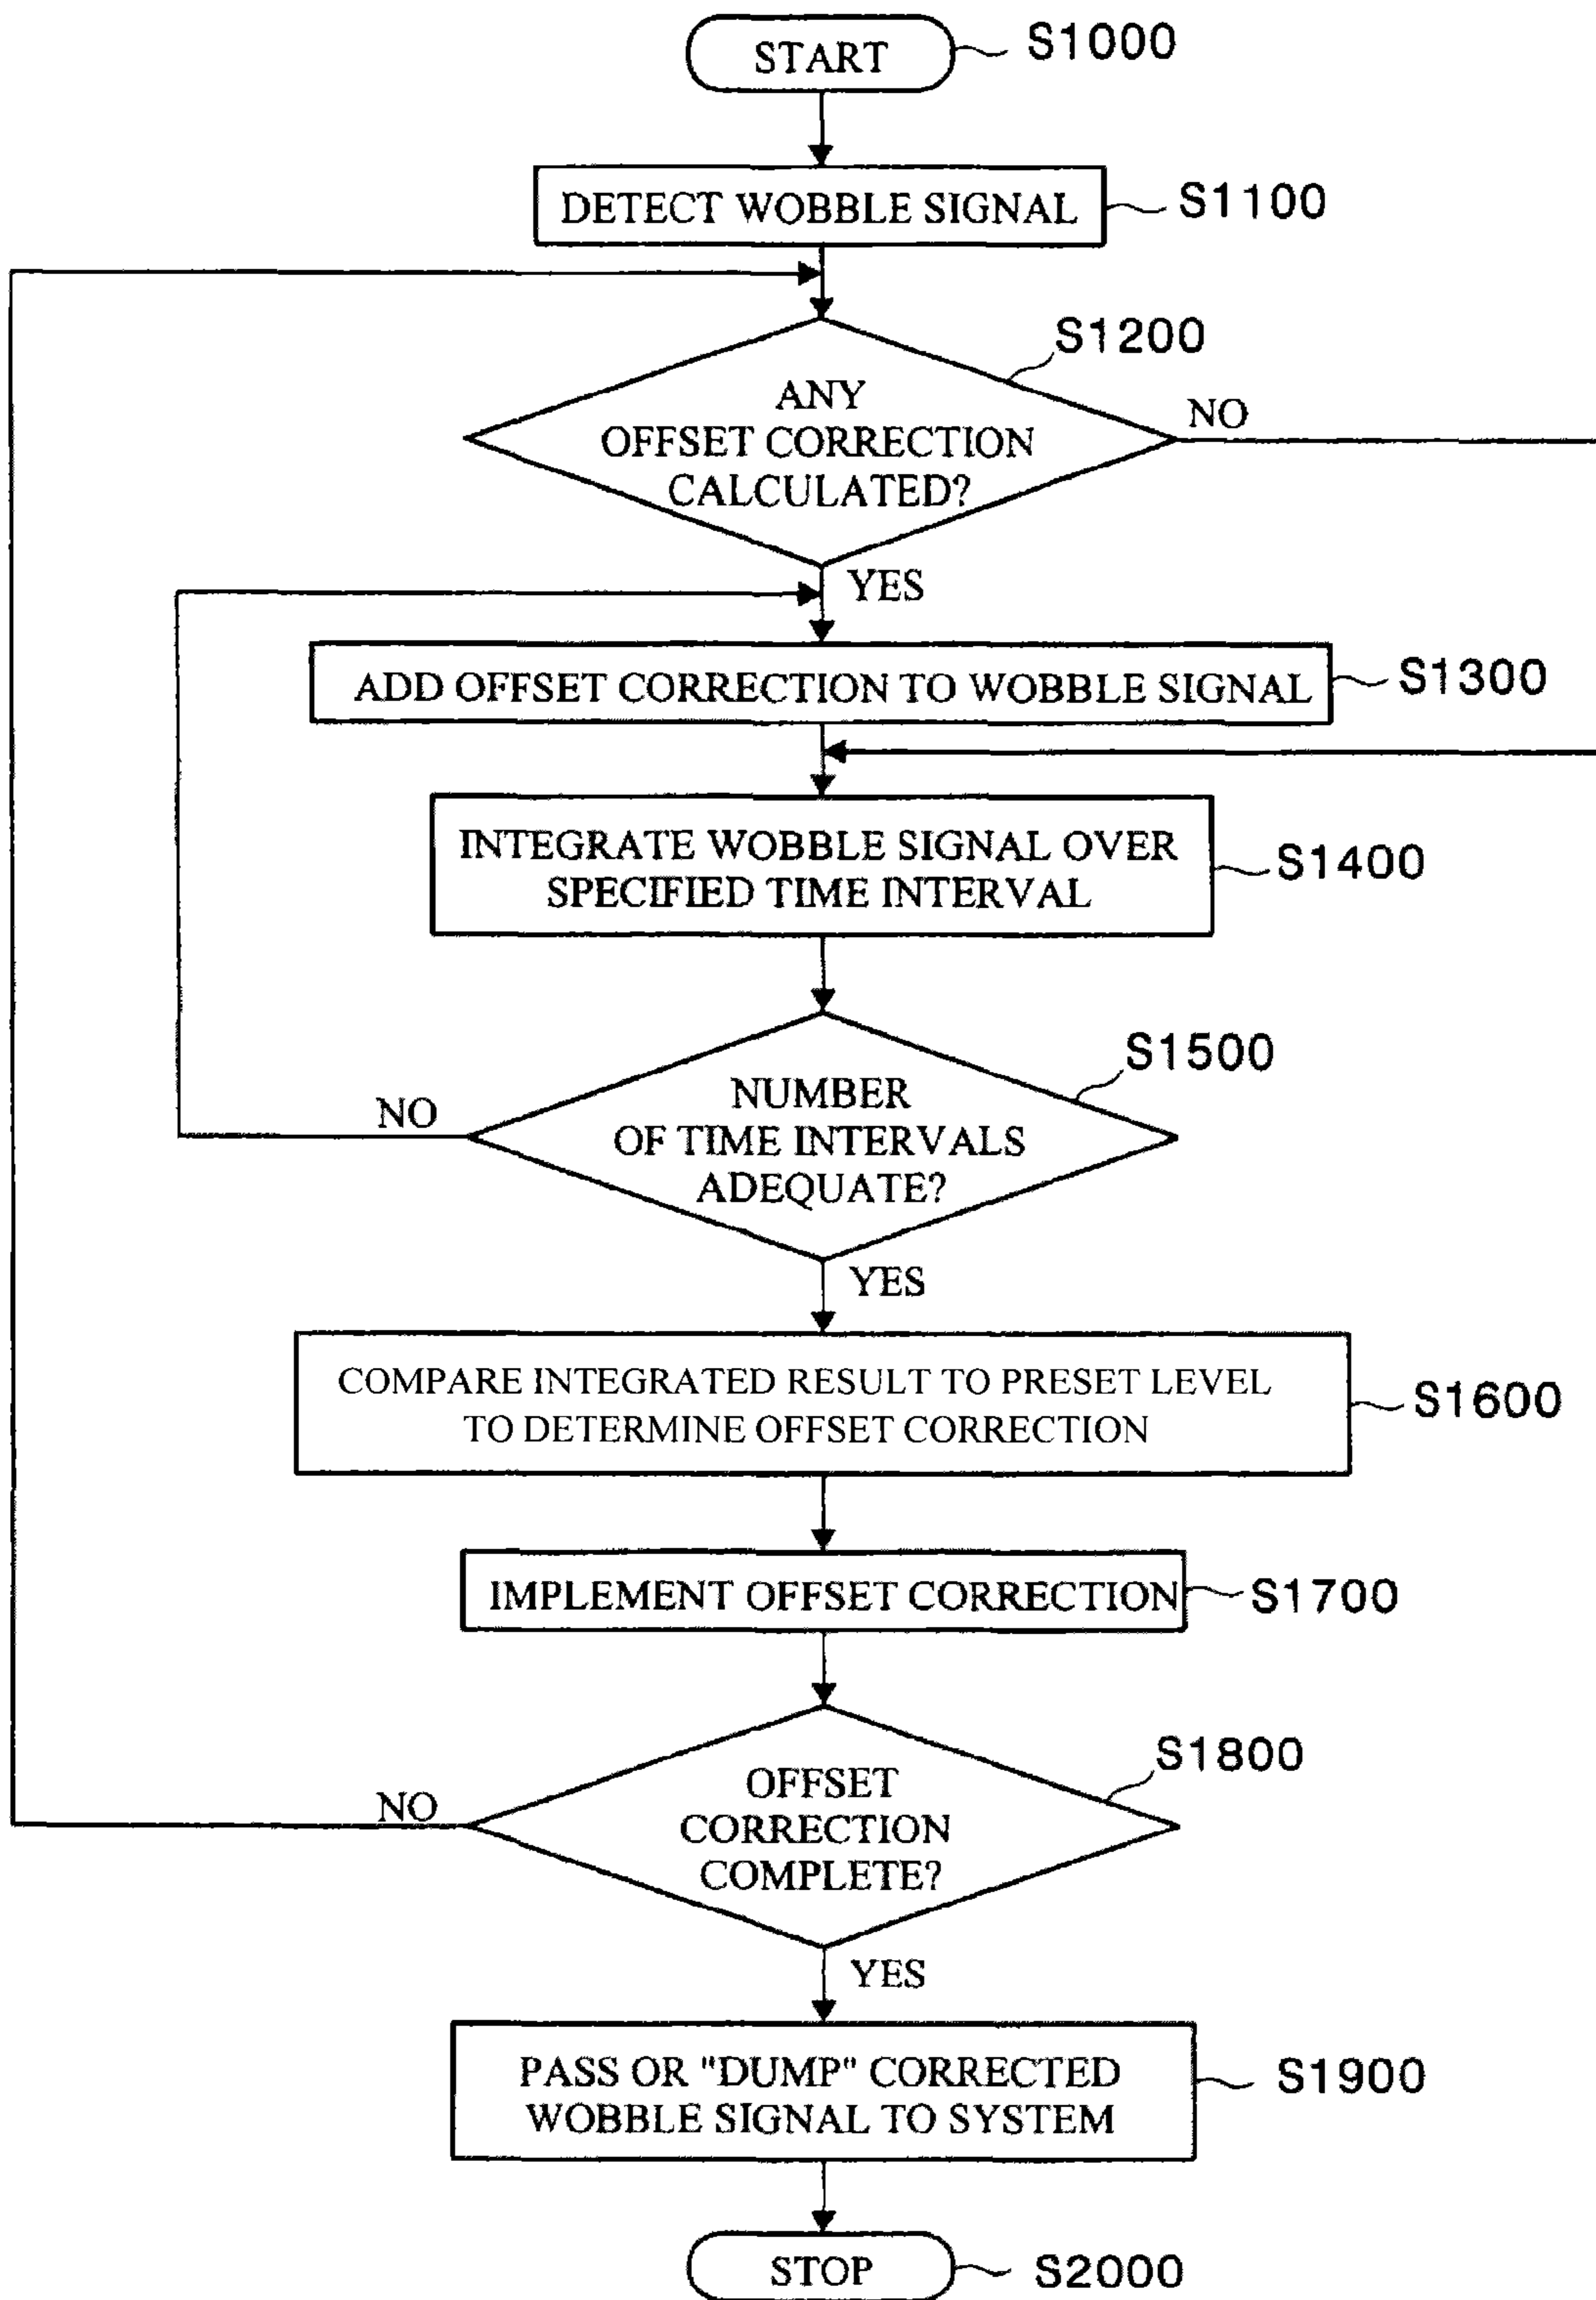 START
S1000
DETECT WOBBLE SIGNAL
S1100
S1200
ANY
OFFSET CORRECTION
CALCULATED?
NO
YES
ADD OFFSET CORRECTION TO WOBBLE SIGNAL
S1300
INTEGRATE WOBBLE SIGNAL OVER
SPECIFIED TIME INTERVAL
S1400
S1500
NUMBER
OF TIME INTERVALS
ADEQUATE?
NO
YES
COMPARE INTEGRATED RESULT TO PRESET LEVEL
TO DETERMINE OFFSET CORRECTION
S1600
IMPLEMENT OFFSET CORRECTION
S1700
S1800
OFFSET
CORRECTION
COMPLETE?
NO
YES
PASS OR "DUMP" CORRECTED
WOBBLE SIGNAL TO SYSTEM
S1900
STOP
S2000